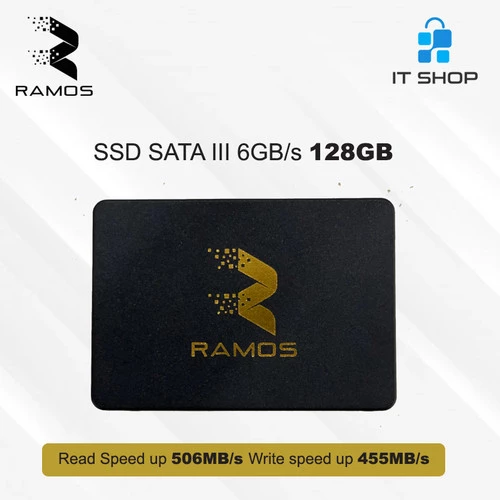 RAMOS
IT SHOP
SSD SATA III 6GB/s 128GB
RAMOS
Read Speed up 506MB/s Write speed up 455MB/s